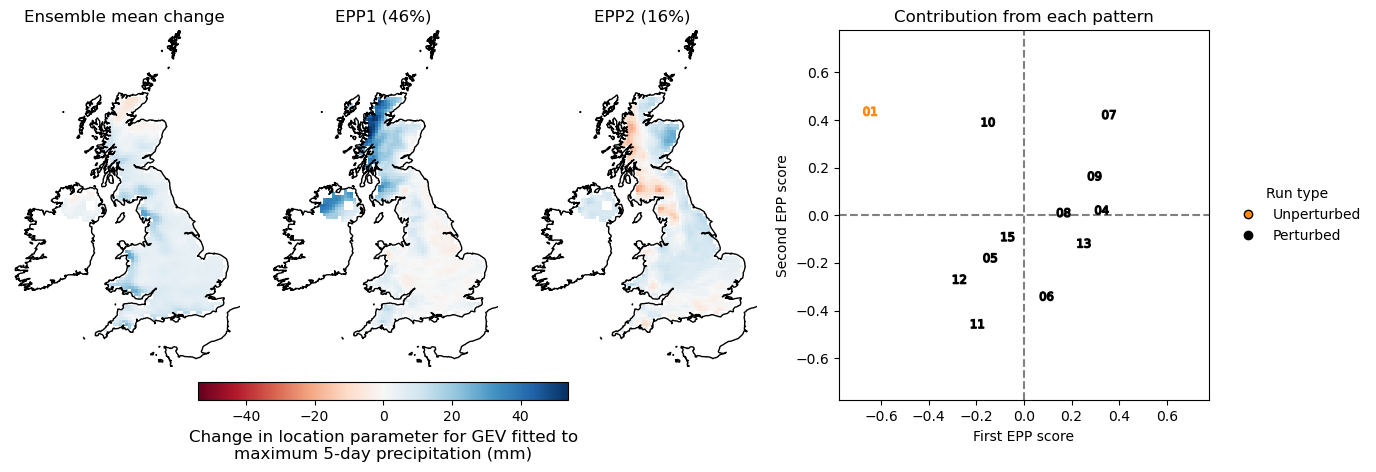 Ensemble mean change
EPP1 (46%)
EPP2 (16%)
Contribution from each pattern
−40
−20
0
20
40
Change in location parameter for GEV fitted to
maximum 5-day precipitation (mm)
Second EPP score
0.6
0.4
0.2
0.0
−0.2
−0.4
−0.6
01
10
07
09
08
04
15
13
05
12
06
11
−0.6
−0.4
−0.2
0.0
0.2
0.4
0.6
First EPP score
Run type
Unperturbed
Perturbed